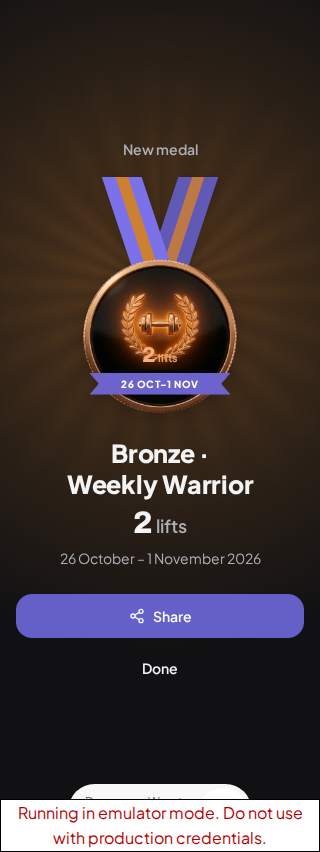 New medal
2 lifts
26 OCT–1 NOV
Bronze ·
Weekly Warrior
2 lifts
26 October – 1 November 2026
Share
Done
Running in emulator mode. Do not use
with production credentials.